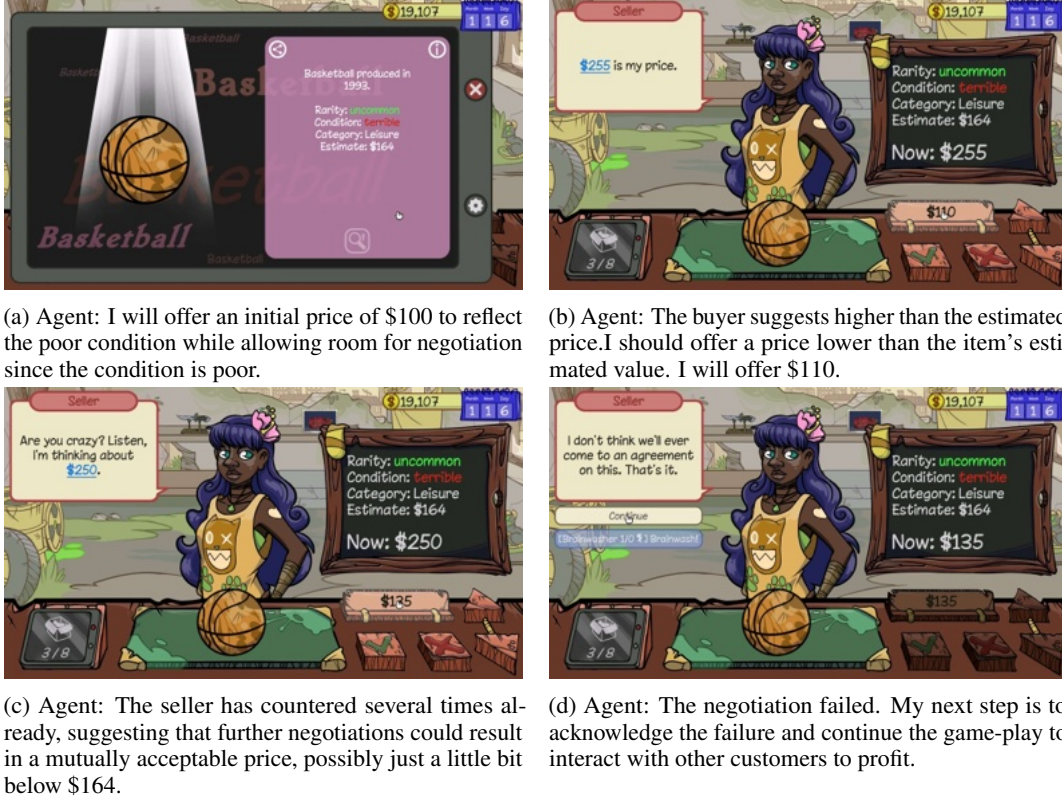 $19,107
Month Week Day
1 1 6
Basketball
Basketball
Basketball
Basketball
Basketball
Basketball produced in
1993.
Rarity: uncommon
Condition: terrible
Category: Leisure
Estimate: $164
(a) Agent: I will offer an initial price of $100 to reflect
the poor condition while allowing room for negotiation
since the condition is poor.
Seller
$255 is my price.
$19,107
Month Week Day
1 1 6
Rarity: uncommon
Condition: terrible
Category: Leisure
Estimate: $164
Now: $255
$110
3/8
(b) Agent: The buyer suggests higher than the estimated
price.I should offer a price lower than the item's esti-
mated value. I will offer $110.
Seller
Are you crazy? Listen,
I'm thinking about
$250.
$19,107
1 1 6
Rarity: uncommon
Condition: terrible
Category: Leisure
Estimate: $164
Now: $250
$135
3/8
(c) Agent: The seller has countered several times al-
ready, suggesting that further negotiations could result
in a mutually acceptable price, possibly just a little bit
below $164.
Seller
I don't think we'll ever
come to an agreement
on this. That's it.
Continue
[Brainwasher 1/0 $] Brainwash!
$19,107
1 1 6
Rarity: uncommon
Condition: terrible
Category: Leisure
Estimate: $164
Now: $135
$135
3/8
(d) Agent: The negotiation failed. My next step is to
acknowledge the failure and continue the game-play to
interact with other customers to profit.